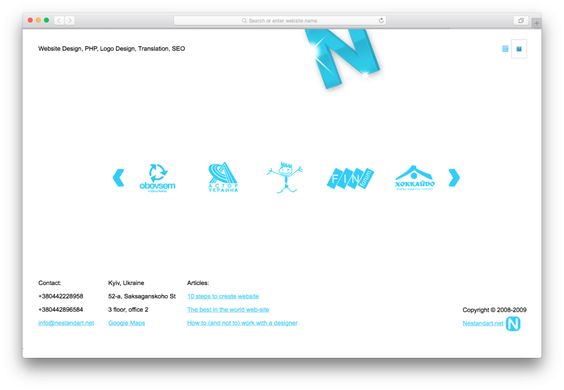 Search or enter website name
Website Design, PHP, Logo Design, Translation, SEO
N
obovsem
АСТОР
УКРАИНА
FIN
ХОККАЙДО
Contact:
+380442228958
+380442896584
info@nestandart.net
Kyiv, Ukraine
52-a, Saksaganskoho St
3 floor, office 2
Google Maps
Articles:
10 steps to create website
The best in the world web-site
How to (and not to) work with a designer
Copyright © 2008-2009
Nestandart.net N